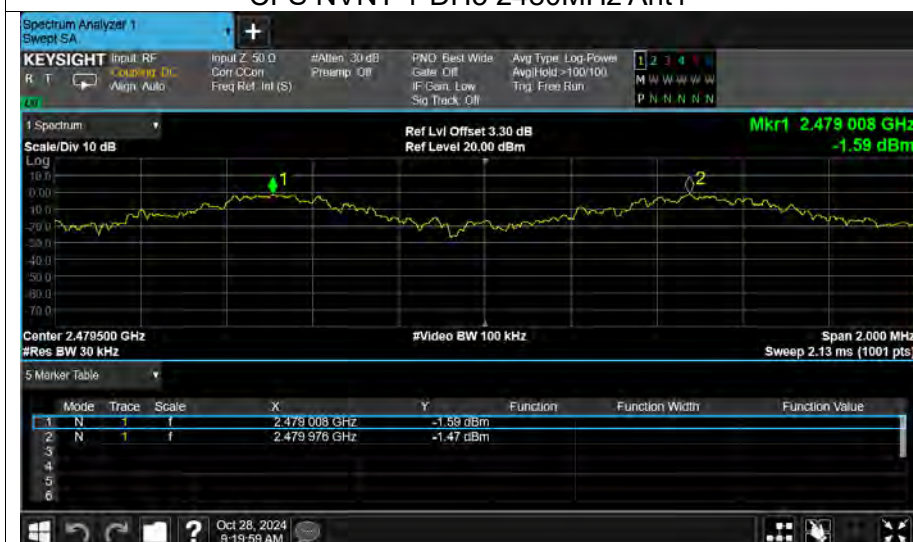 CFS NVNT 1-DH5 2480MHz Ant1
Spectrum Analyzer 1
Swept SA
+
KEYSIGHT Input: RF Input Z: 50 Ω #Atten: 30 dB PNO: Best Wide Avg Type: Log-Power 1 2 3 4
R T Coupling: DC Corr CCorr Preamp: Off Gate: Off Avg|Hold: >100/100 M W W W W W
Align: Auto Freq Ref: Int (S) IF Gain: Low Trig: Free Run
Sig Track: Off P N N N N N
1 Spectrum
Ref Lvl Offset 3.30 dB Mkr1 2.479 008 GHz
Scale/Div 10 dB Ref Level 20.00 dBm -1.59 dBm
Log
10.0
1 2
0.00
-10.0
-20.0
-30.0
-40.0
-50.0
-60.0
-70.0
Center 2.479500 GHz #Video BW 100 kHz Span 2.000 MHz
#Res BW 30 kHz Sweep 2.13 ms (1001 pts)
5 Marker Table
Mode Trace Scale X Y Function Function Width Function Value
1 N 1 f 2.479 008 GHz -1.59 dBm
2 N 1 f 2.479 976 GHz -1.47 dBm
3
4
5
6
?
Oct 28, 2024
9:19:59 AM